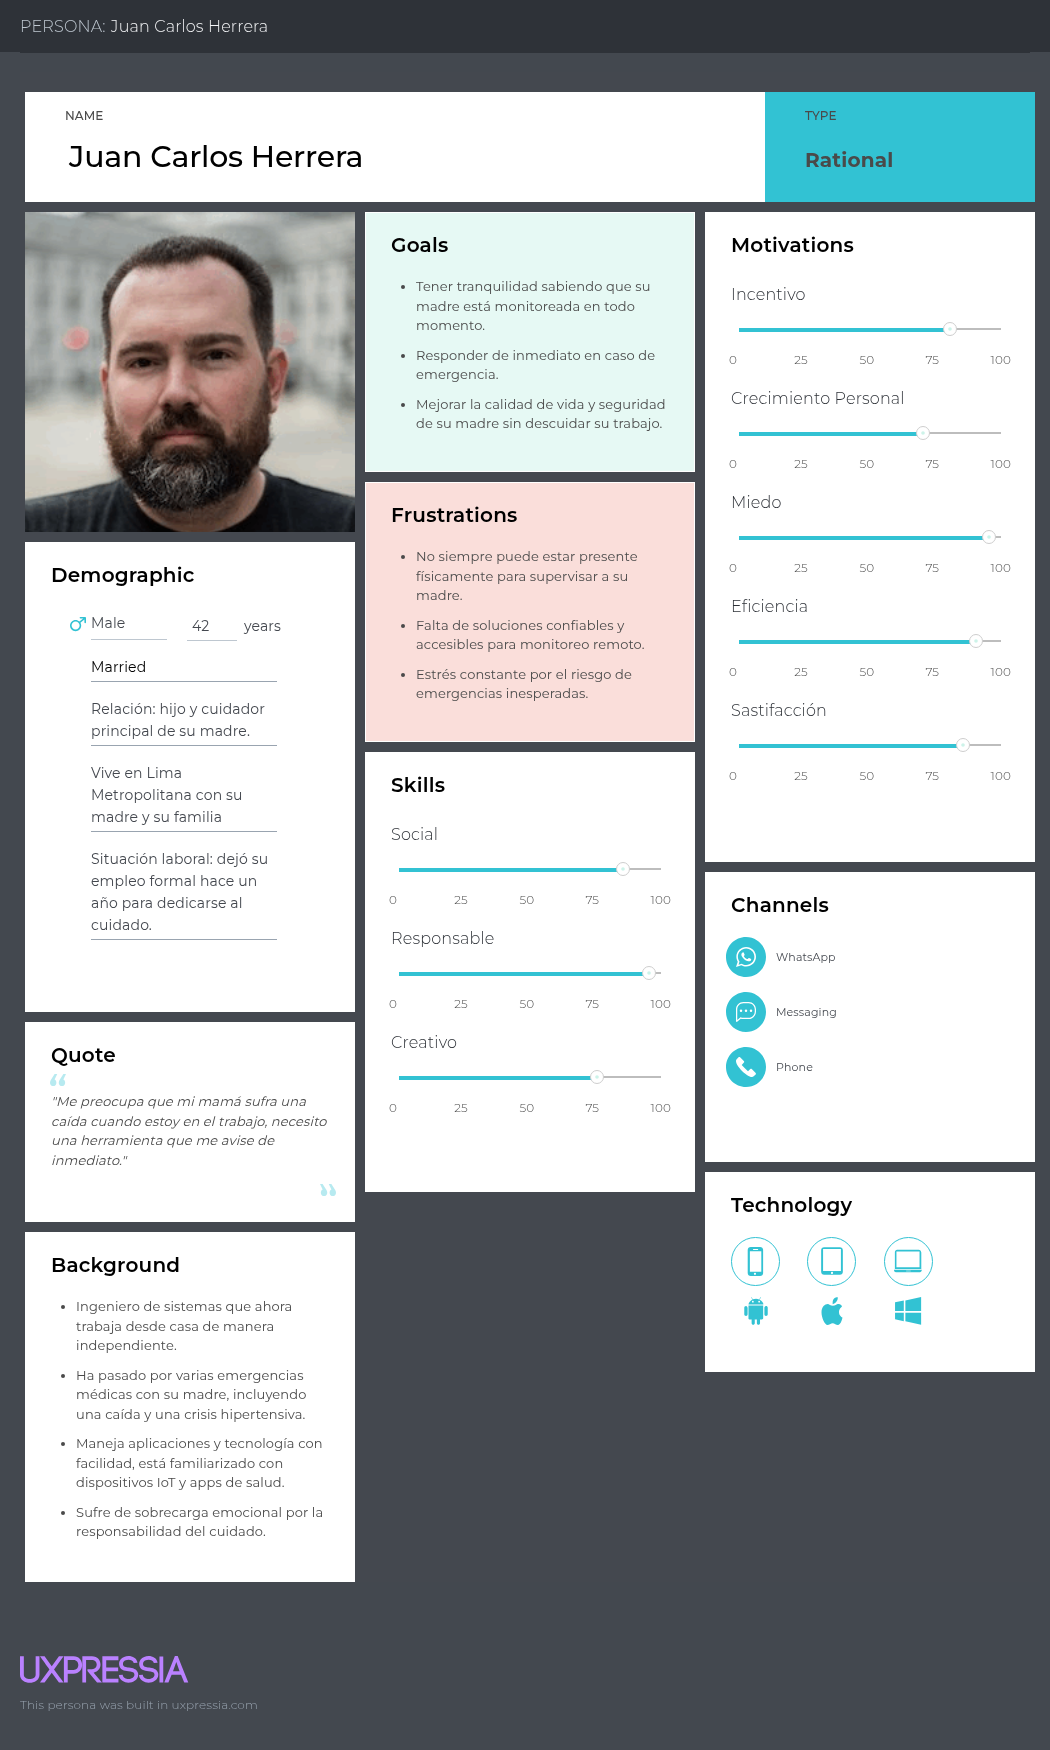 PERSONA: Juan Carlos Herrera
NAME
Juan Carlos Herrera
TYPE
Rational
Demographic
Male
42 years
Married
Relación: hijo y cuidador
principal de su madre.
Vive en Lima
Metropolitana con su
madre y su familia
Situación laboral: dejó su
empleo formal hace un
año para dedicarse al
cuidado.
Quote
"Me preocupa que mi mamá sufra una
caída cuando estoy en el trabajo, necesito
una herramienta que me avise de
inmediato."
Background
• Ingeniero de sistemas que ahora
trabaja desde casa de manera
independiente.
• Ha pasado por varias emergencias
médicas con su madre, incluyendo
una caída y una crisis hipertensiva.
• Maneja aplicaciones y tecnología con
facilidad, está familiarizado con
dispositivos IoT y apps de salud.
• Sufre de sobrecarga emocional por la
responsabilidad del cuidado.
Goals
• Tener tranquilidad sabiendo que su
madre está monitoreada en todo
momento.
• Responder de inmediato en caso de
emergencia.
• Mejorar la calidad de vida y seguridad
de su madre sin descuidar su trabajo.
Frustrations
• No siempre puede estar presente
físicamente para supervisar a su
madre.
• Falta de soluciones confiables y
accesibles para monitoreo remoto.
• Estrés constante por el riesgo de
emergencias inesperadas.
Skills
Social
0 25 50 75 100
Responsable
0 25 50 75 100
Creativo
0 25 50 75 100
Motivations
Incentivo
0 25 50 75 100
Crecimiento Personal
0 25 50 75 100
Miedo
0 25 50 75 100
Eficiencia
0 25 50 75 100
Sastifacción
0 25 50 75 100
Channels
WhatsApp
Messaging
Phone
Technology
UXPRESSIA
This persona was built in uxpressia.com